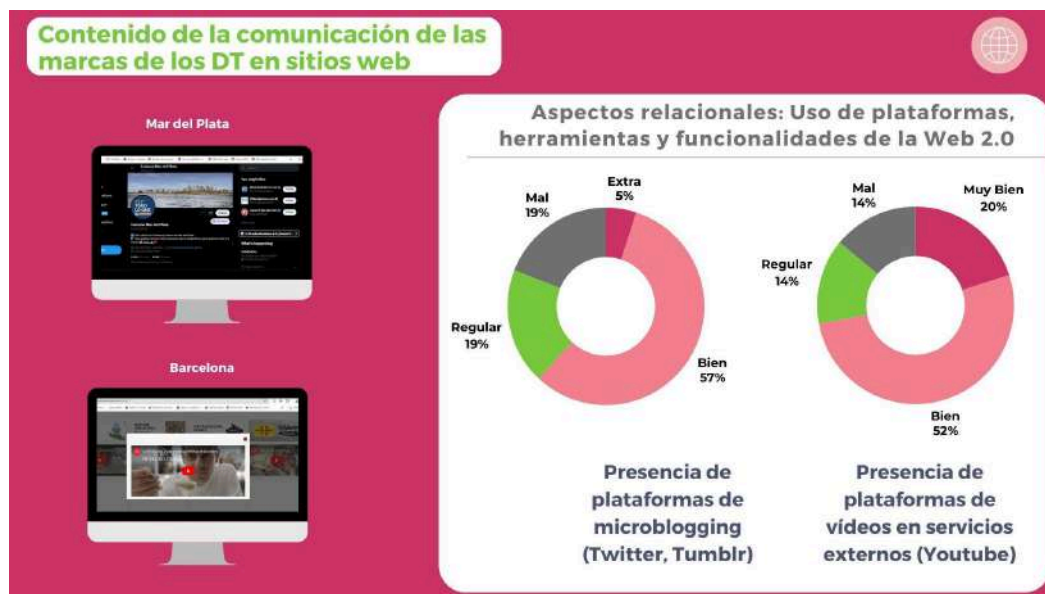 Contenido de la comunicación de las
marcas de los DT en sitios web
Mar del Plata
Barcelona
Aspectos relacionales: Uso de plataformas,
herramientas y funcionalidades de la Web 2.0
Extra
5%
Mal
19%
Regular
19%
Bien
57%
Presencia de
plataformas de
microblogging
(Twitter, Tumblr)
Mal
14%
Muy Bien
20%
Regular
14%
Bien
52%
Presencia de
plataformas de
vídeos en servicios
externos (Youtube)